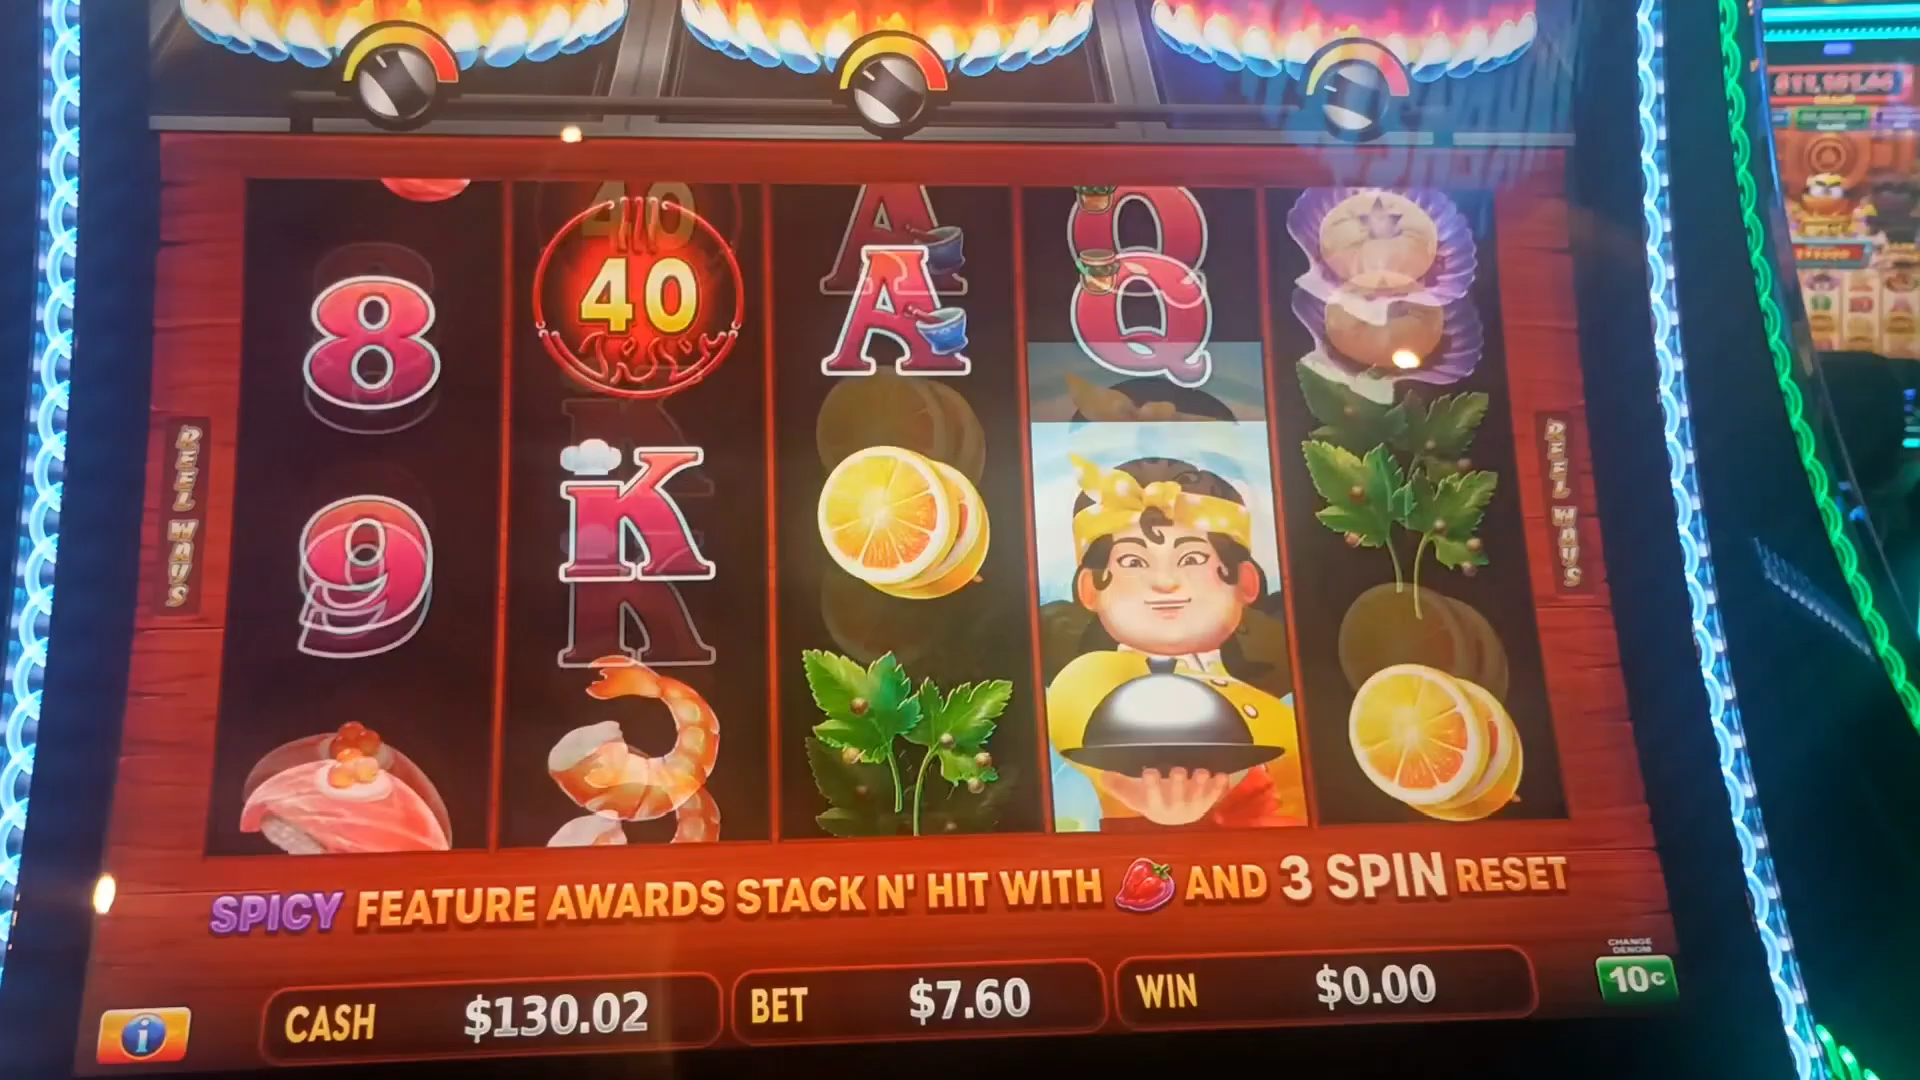 40
40
A
Q
8
A
Q
K
REEL WAYS
REEL WAYS
9
K
SPICY FEATURE AWARDS STACK N' HIT WITH AND 3 SPIN RESET
CHANGE
DENOM
CASH $130.02
BET $7.60
WIN $0.00
10¢
i